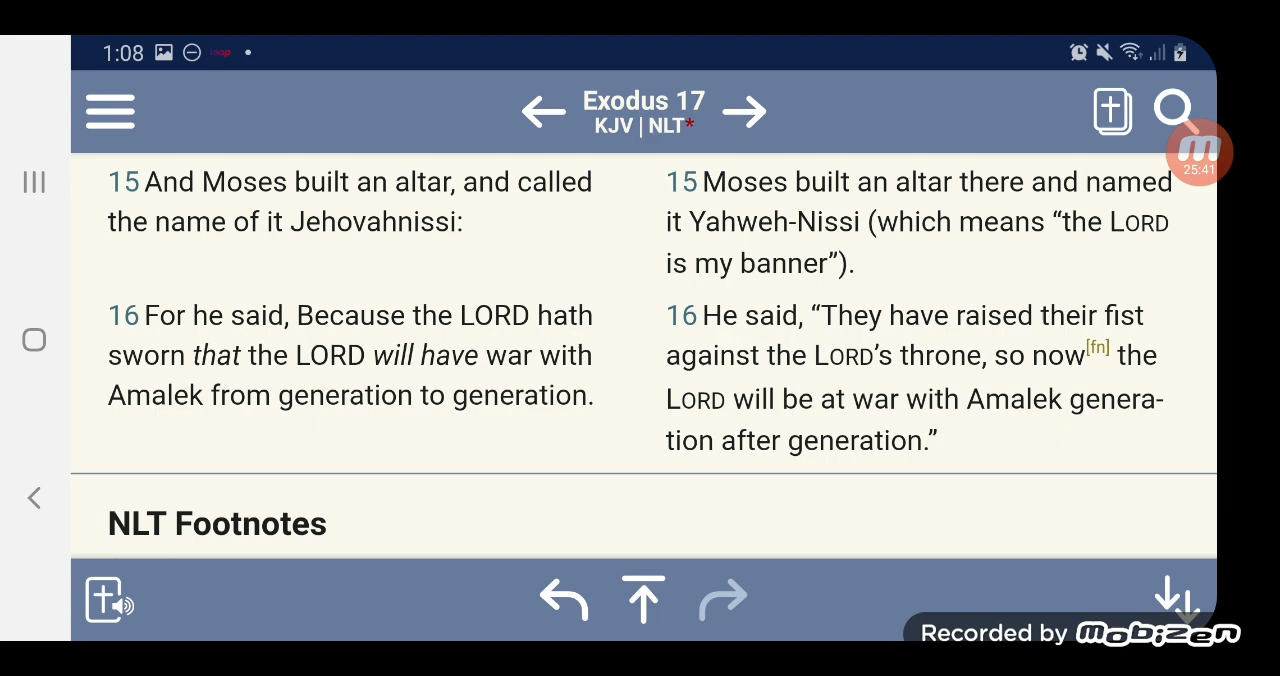 1:08
Exodus 17
KJV | NLT*
m
25:41
15 And Moses built an altar, and called
the name of it Jehovahnissi:
16 For he said, Because the LORD hath
sworn that the LORD will have war with
Amalek from generation to generation.
15 Moses built an altar there and named
it Yahweh-Nissi (which means “the LORD
is my banner”).
16 He said, “They have raised their fist
against the LORD’s throne, so now[fn] the
LORD will be at war with Amalek genera-
tion after generation.”
NLT Footnotes
Recorded by mobizen